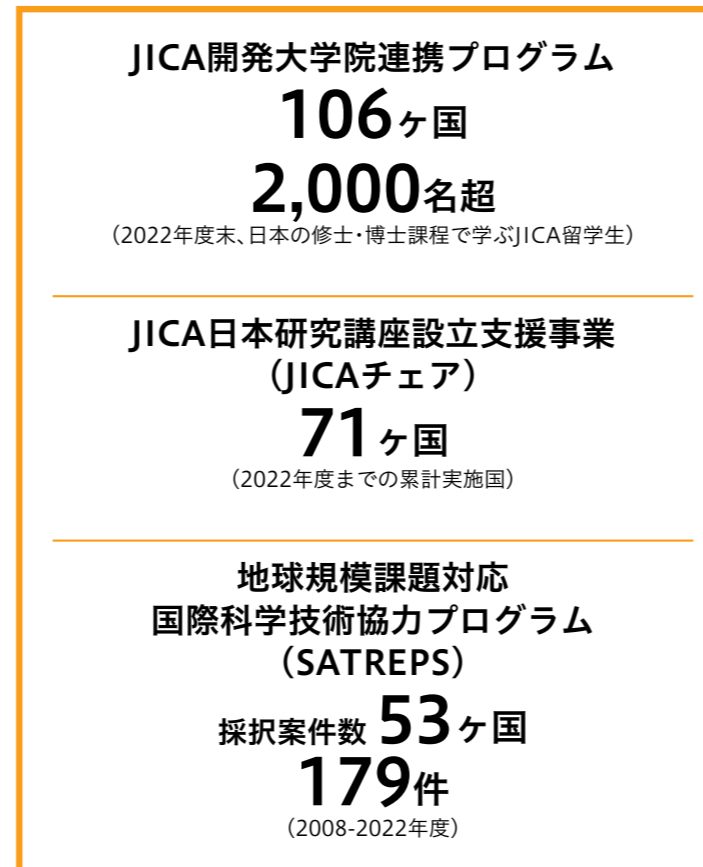 JICA開発大学院連携プログラム
106ヶ国
2,000名超
（2022年度末、日本の修士・博士課程で学ぶJICA留学生）
JICA日本研究講座設立支援事業
（JICAチェア）
71ヶ国
（2022年度までの累計実施国）
地球規模課題対応
国際科学技術協力プログラム
（SATREPS）
採択案件数 53ヶ国
179件
（2008-2022年度）